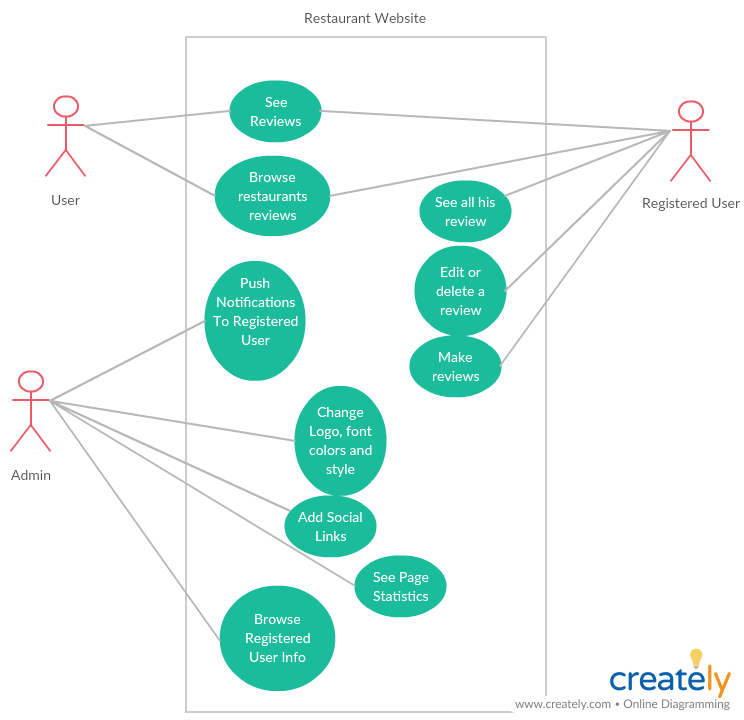 Restaurant Website
See
Reviews
User
Browse
restaurants
reviews
See all his
review
Registered User
Edit or
delete a
review
Push
Notifications
To Registered
User
Make
reviews
Admin
Change
Logo, font
colors and
style
Add Social
Links
See Page
Statistics
Browse
Registered
User Info
creately
www.creately.com • Online Diagramming